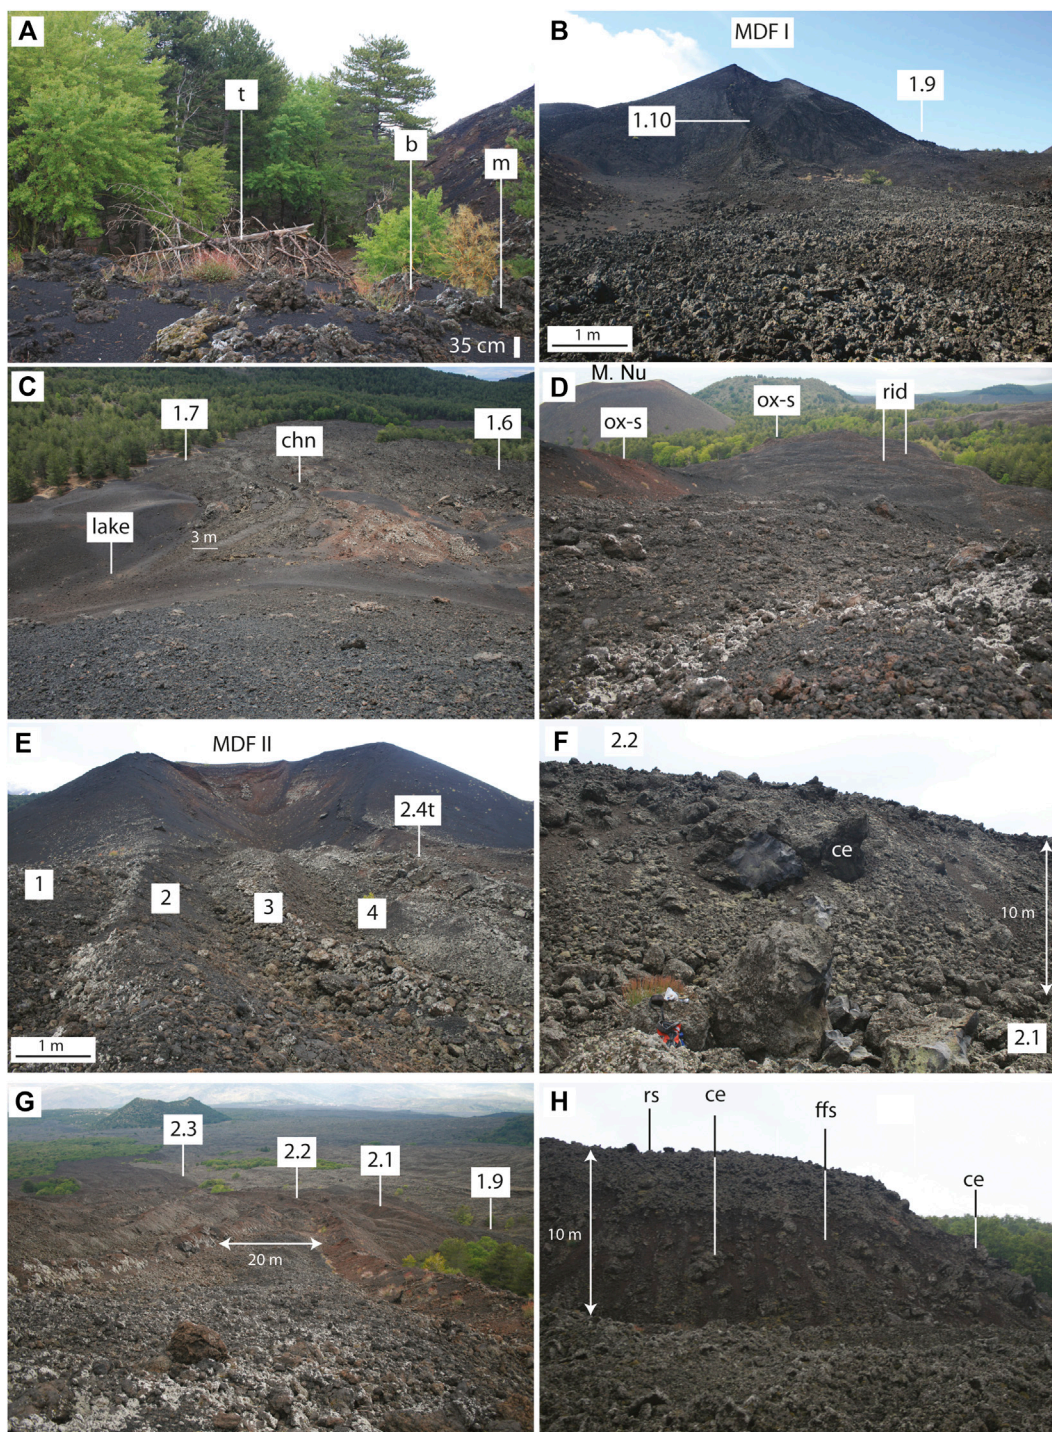 A
t
b
m
35 cm
B
MDF I
1.9
1.10
1 m
C
1.7
chn
1.6
lake
3 m
D
M. Nu
ox-s
ox-s
rid
E
MDF II
2.4t
1
2
3
4
1 m
F
2.2
ce
10 m
2.1
G
2.3
2.2
2.1
1.9
20 m
H
rs
ce
ffs
ce
10 m